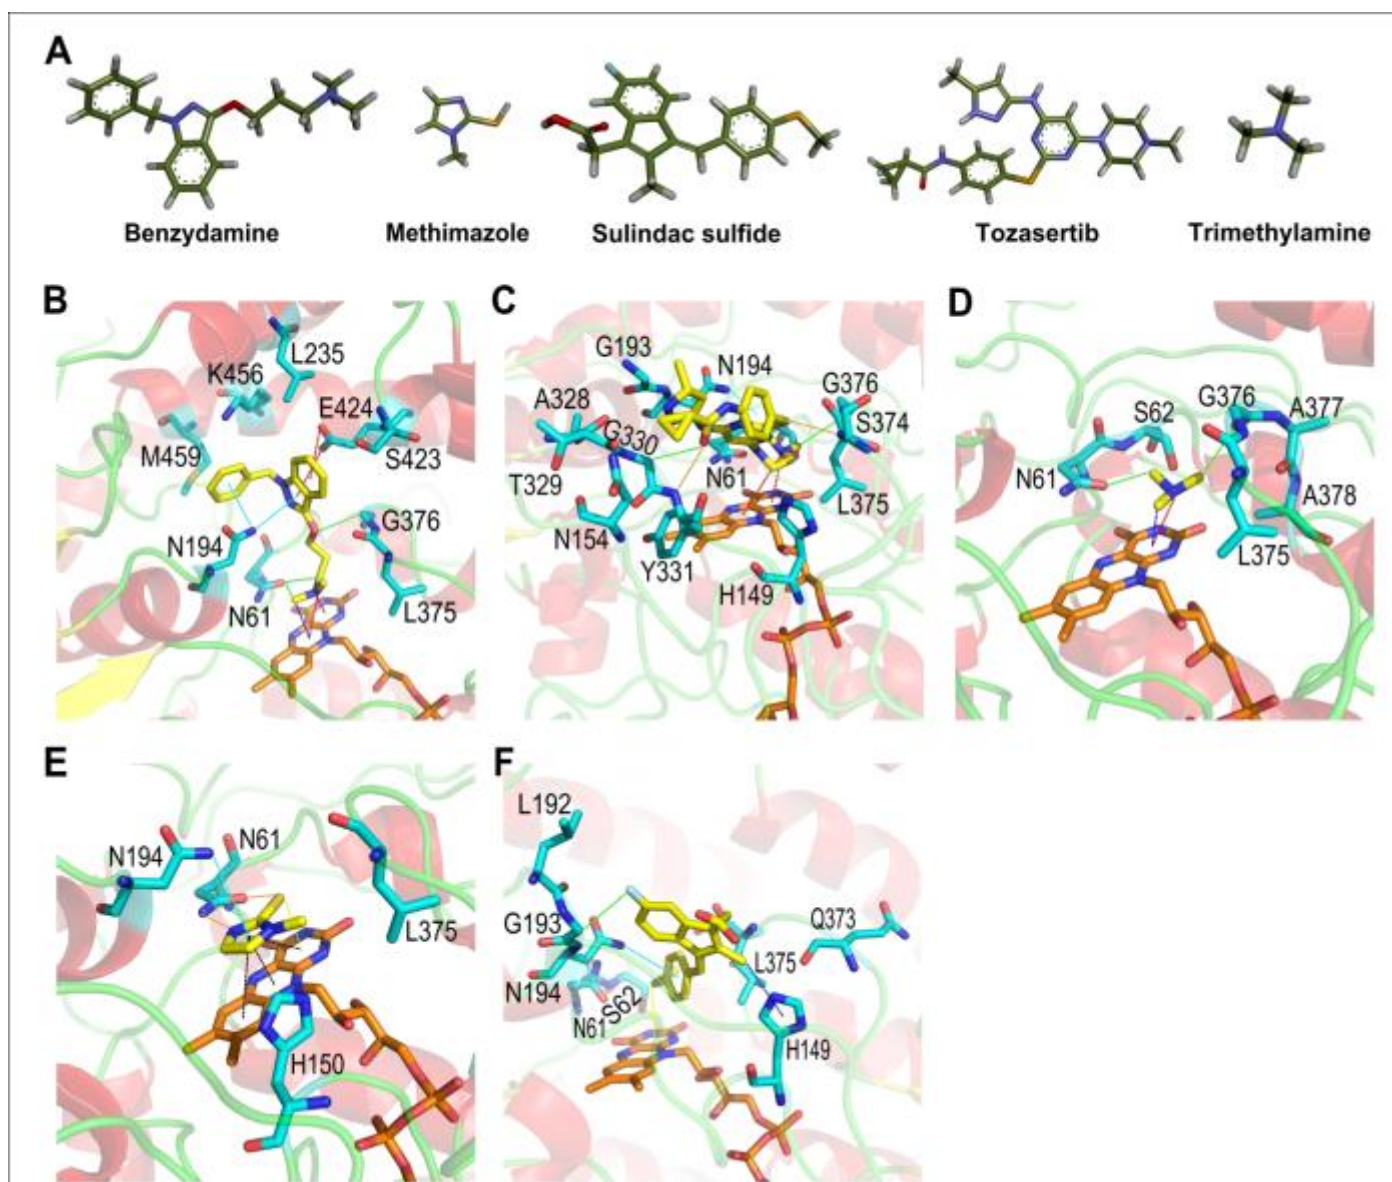 A
Benzydamine
Methimazole
Sulindac sulfide
Tozasertib
Trimethylamine
B
L235
K456
E424
M459
S423
G376
N194
N61
L375
C
G193
N194
G376
A328
S374
G330
T329
N61
L375
N154
Y331
H149
D
S62
G376
A377
N61
A378
L375
E
N61
N194
L375
H150
F
L192
G193
Q373
L375
N194
N61
S62
H149